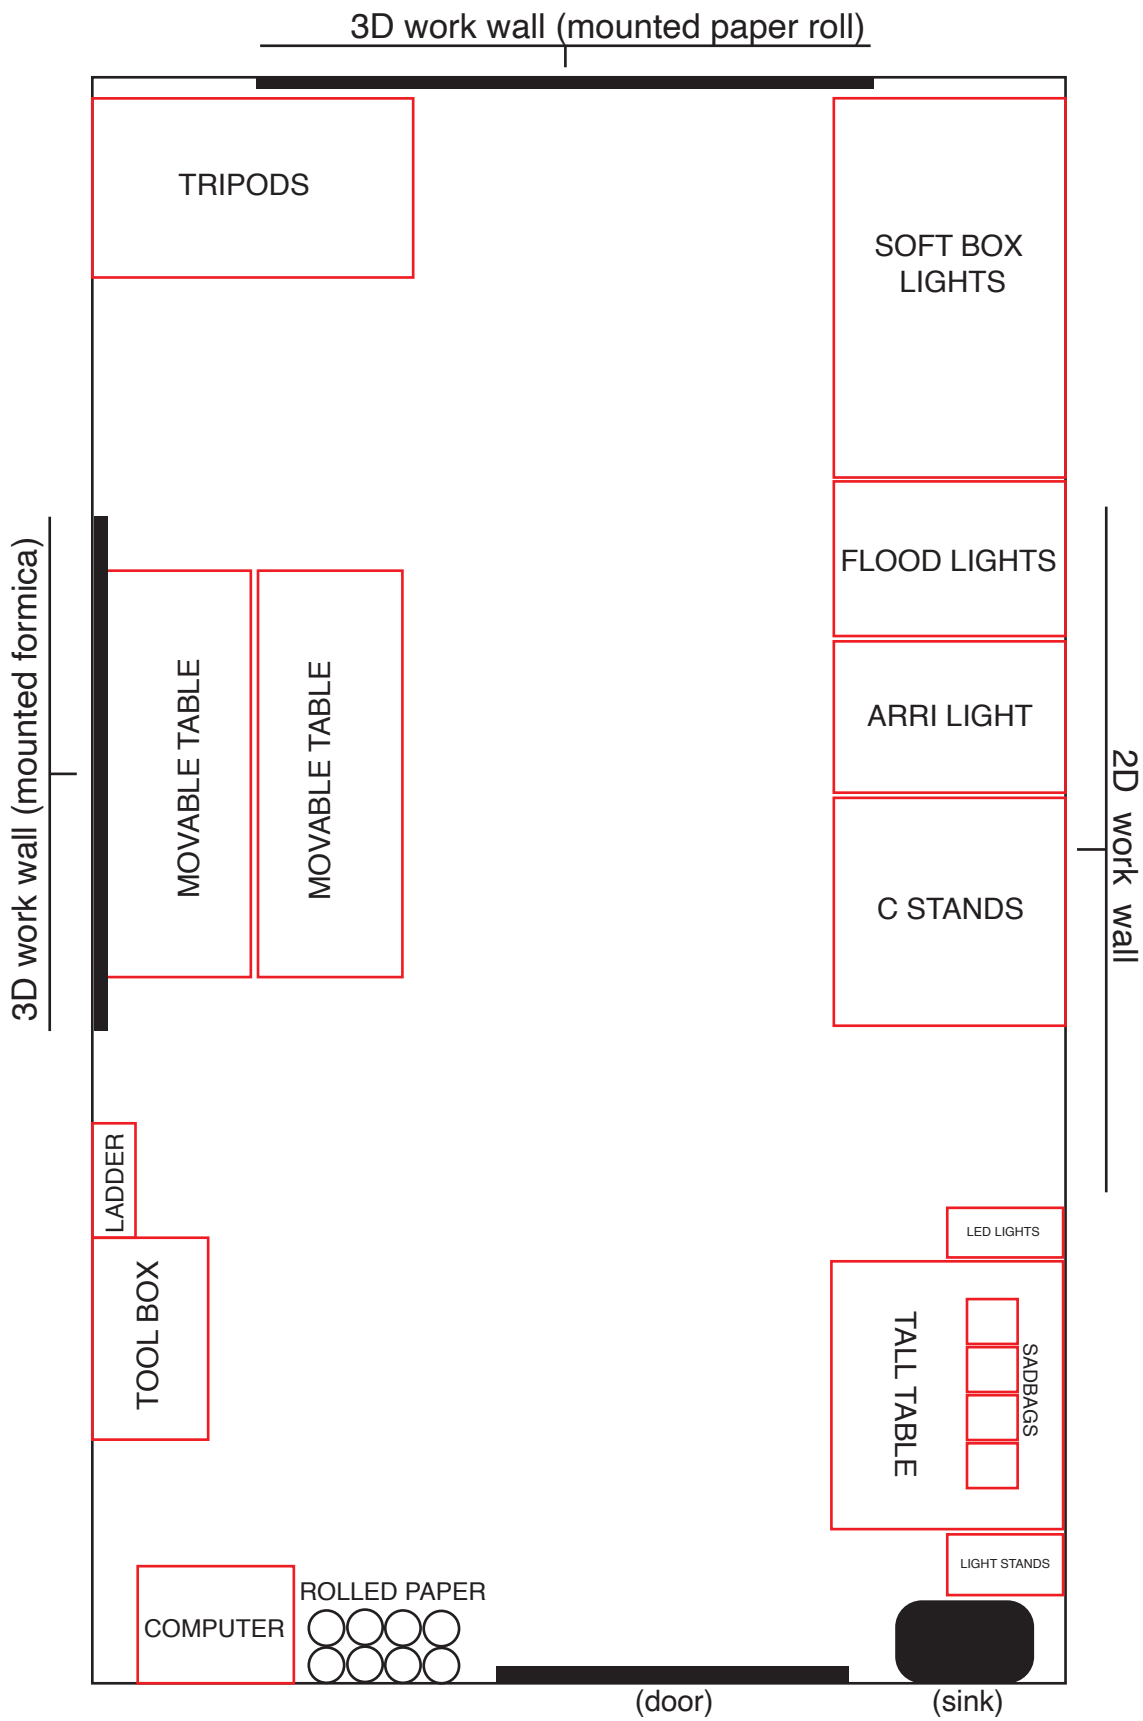 3D work wall (mounted paper roll)
TRIPODS
SOFT BOX
LIGHTS
FLOOD LIGHTS
3D work wall (mounted formica)
MOVABLE TABLE
MOVABLE TABLE
ARRI LIGHT
2D work wall
C STANDS
LADDER
LED LIGHTS
TOOL BOX
TALL TABLE
SADBAGS
LIGHT STANDS
ROLLED PAPER
COMPUTER
(door)
(sink)